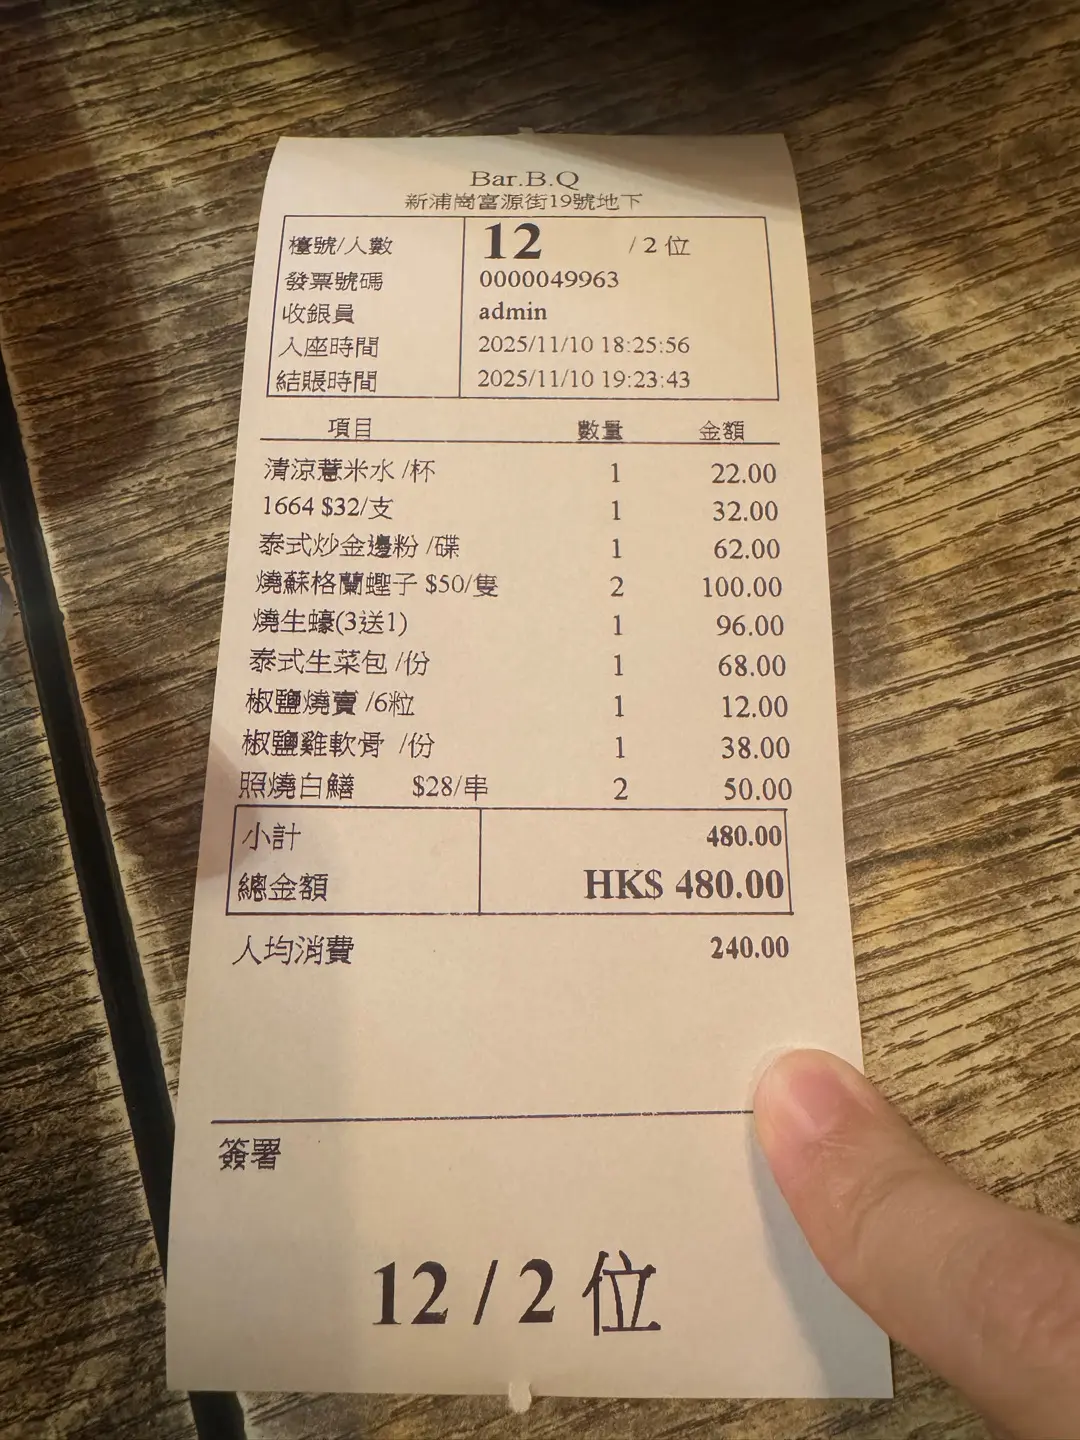 Bar.B.Q
新浦崗富源街19號地下
檯號/人數 12 / 2 位
發票號碼 0000049963
收銀員 admin
入座時間 2025/11/10 18:25:56
結賬時間 2025/11/10 19:23:43
項目 數量 金額
清涼薏米水 /杯 1 22.00
1664 $32/支 1 32.00
泰式炒金邊粉 /碟 1 62.00
燒蘇格蘭蟶子 $50/隻 2 100.00
燒生蠔(3送1) 1 96.00
泰式生菜包 /份 1 68.00
椒鹽燒賣 /6粒 1 12.00
椒鹽雞軟骨 /份 1 38.00
照燒白鱔 $28/串 2 50.00
小計 480.00
總金額 HK$ 480.00
人均消費 240.00
簽署
12 / 2 位